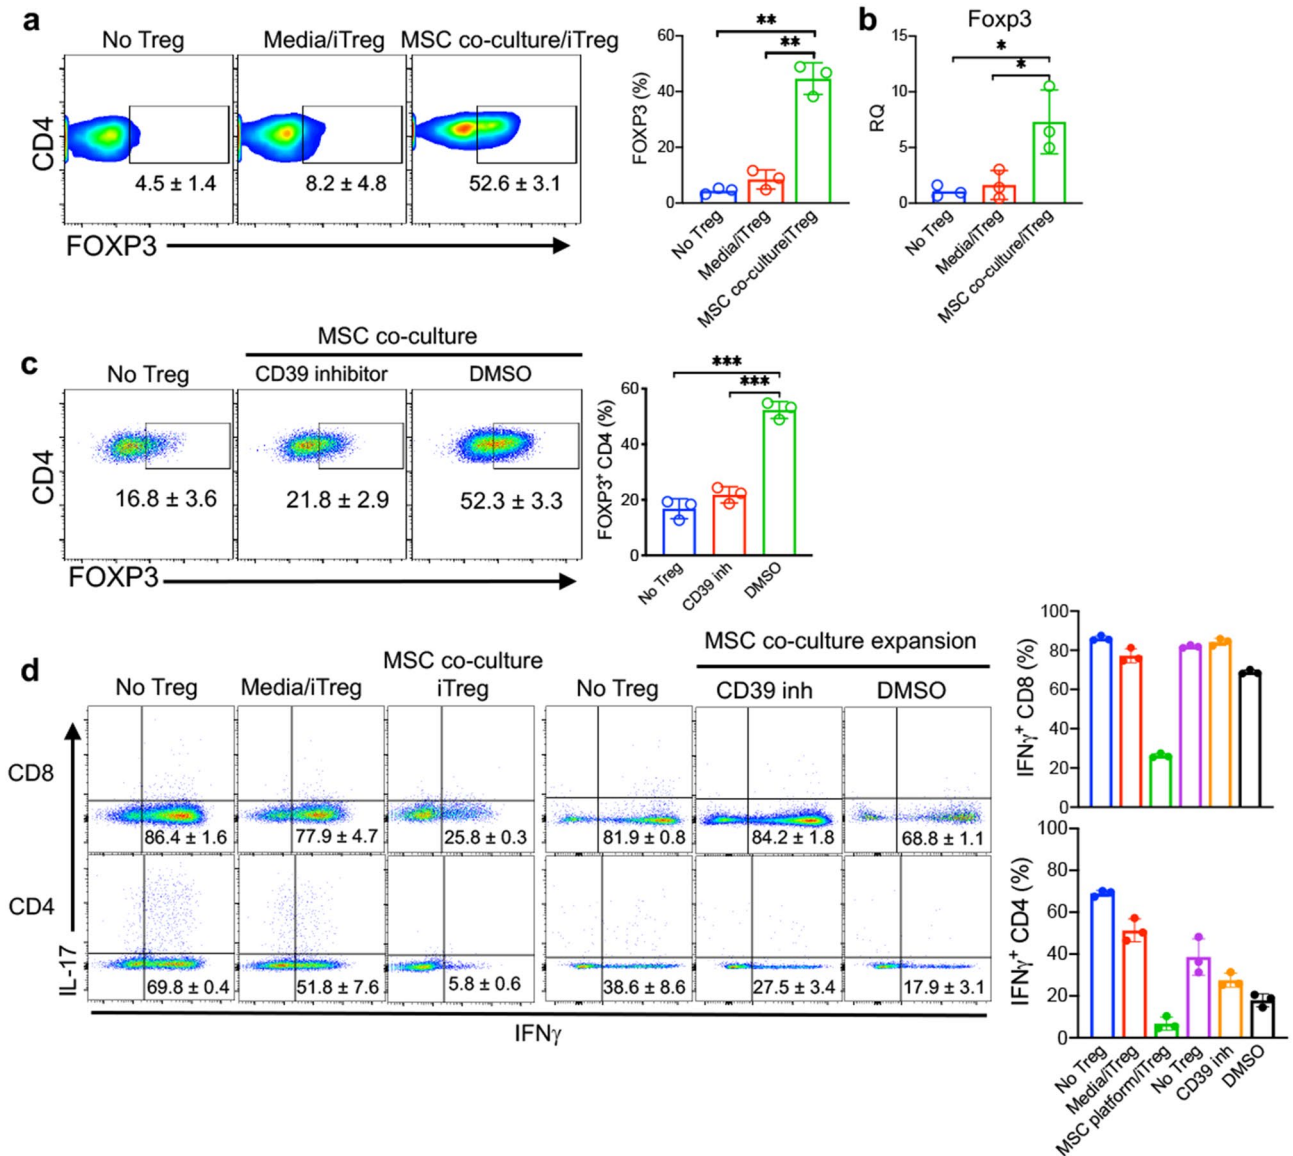 a
No Treg
Media/iTreg
MSC co-culture/iTreg
CD4
4.5 ± 1.4
8.2 ± 4.8
52.6 ± 3.1
FOXP3
FOXP3 (%)
60
40
20
0
**
**
No Treg
Media/iTreg
MSC co-culture/iTreg
b
Foxp3
RQ
15
10
5
0
*
*
No Treg
Media/iTreg
MSC co-culture/iTreg
c
MSC co-culture
No Treg
CD39 inhibitor
DMSO
CD4
16.8 ± 3.6
21.8 ± 2.9
52.3 ± 3.3
FOXP3
FOXP3⁺ CD4 (%)
60
40
20
0
***
***
No Treg
CD39 inh
DMSO
d
MSC co-culture expansion
MSC co-culture
No Treg
Media/iTreg
iTreg
No Treg
CD39 inh
DMSO
CD8
86.4 ± 1.6
77.9 ± 4.7
25.8 ± 0.3
81.9 ± 0.8
84.2 ± 1.8
68.8 ± 1.1
CD4
IL-17
69.8 ± 0.4
51.8 ± 7.6
5.8 ± 0.6
38.6 ± 8.6
27.5 ± 3.4
17.9 ± 3.1
IFNγ
IFNγ⁺ CD8 (%)
100
80
60
40
20
0
IFNγ⁺ CD4 (%)
100
80
60
40
20
0
No Treg
Media/iTreg
MSC platform/iTreg
No Treg
CD39 inh
DMSO